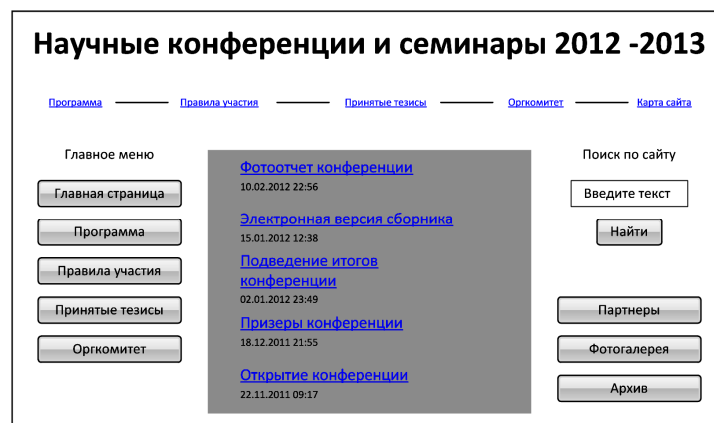 Научные конференции и семинары 2012 -2013
Программа Правила участия Принятые тезисы Оргкомитет Карта сайта
Главное меню
Главная страница
Программа
Правила участия
Принятые тезисы
Оргкомитет
Фотоотчет конференции
10.02.2012 22:56
Электронная версия сборника
15.01.2012 12:38
Подведение итогов
конференции
02.01.2012 23:49
Призеры конференции
18.12.2011 21:55
Открытие конференции
22.11.2011 09:17
Поиск по сайту
Введите текст
Найти
Партнеры
Фотогалерея
Архив